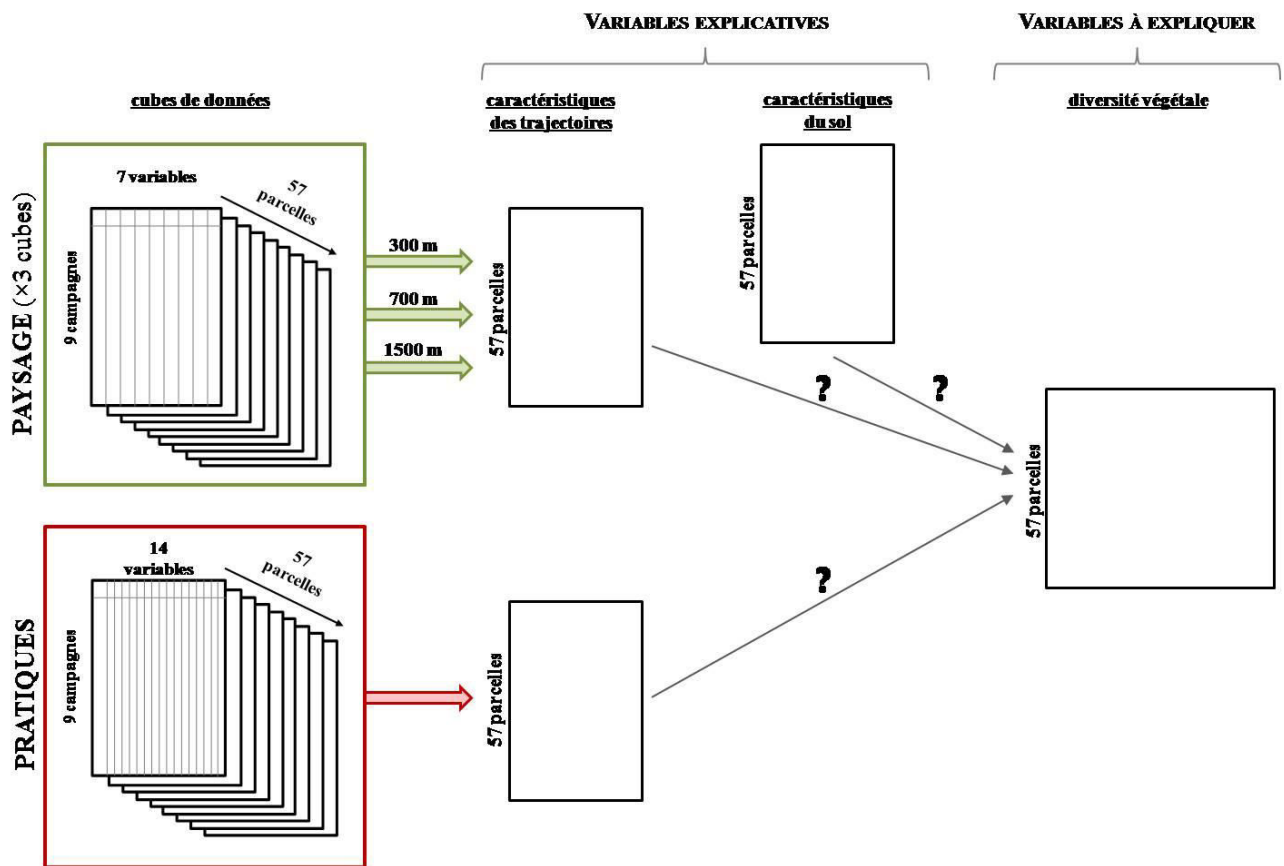 VARIABLES EXPLICATIVES
VARIABLES À EXPLIQUER
cubes de données
caractéristiques
des trajectoires
caractéristiques
du sol
diversité végétale
PAYSAGE (×3 cubes)
7 variables
57
parcelles
9 campagnes
300 m
700 m
1500 m
57 parcelles
57 parcelles
?
?
57 parcelles
PRATIQUES
14
variables
57
parcelles
9 campagnes
57 parcelles
?